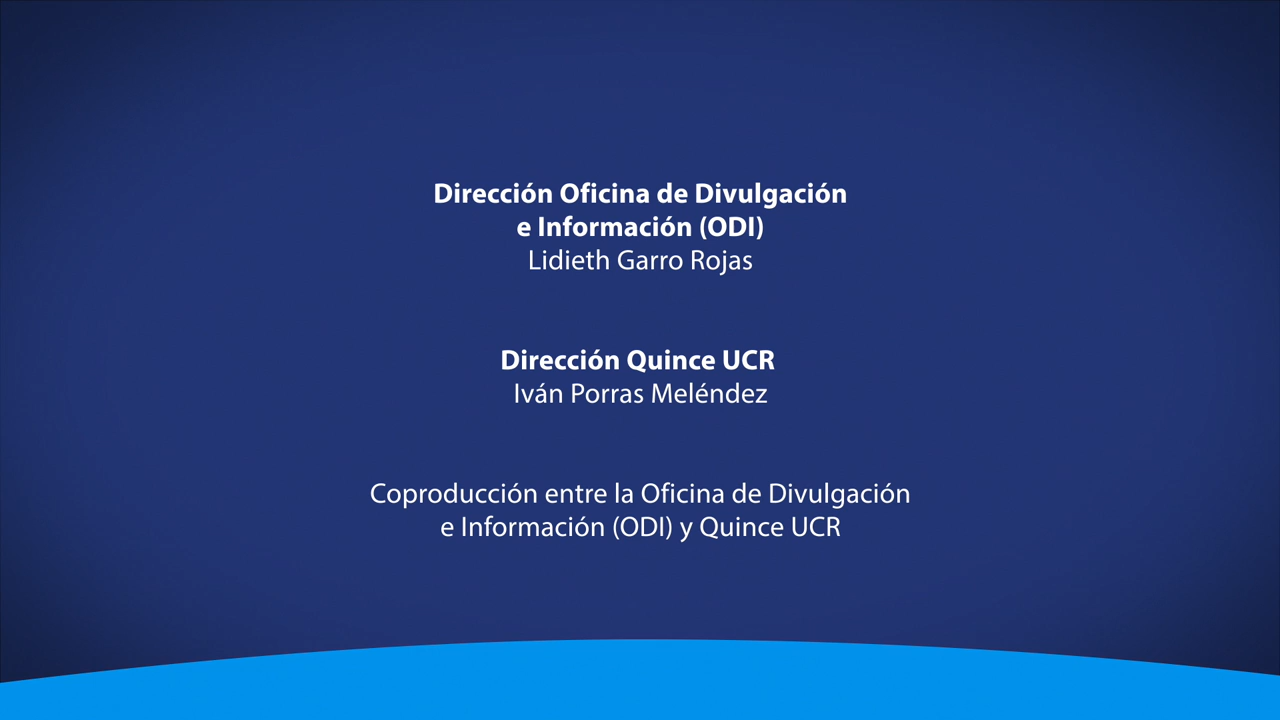 Dirección Oficina de Divulgación
e Información (ODI)
Lidieth Garro Rojas
Dirección Quince UCR
Iván Porras Meléndez
Coproducción entre la Oficina de Divulgación
e Información (ODI) y Quince UCR